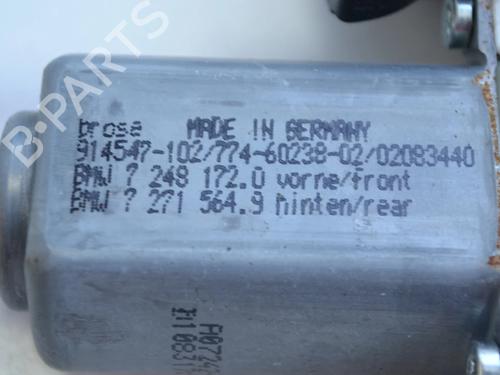 brose MADE IN GERMANY
914547-102/774-60238-02/02083440
BMW 7 248 172.0 vorne/front
BMW 7 271 564.9 hinten/rear
B-PARTS